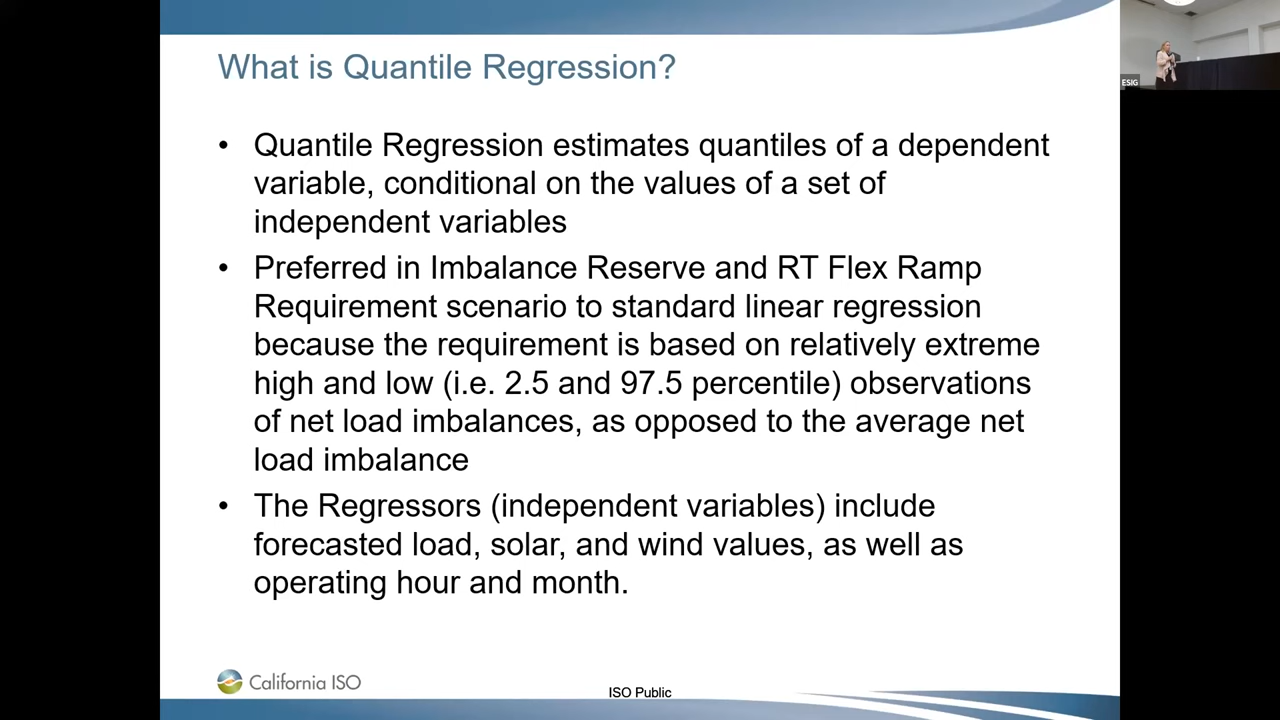 What is Quantile Regression?
• Quantile Regression estimates quantiles of a dependent
variable, conditional on the values of a set of
independent variables
• Preferred in Imbalance Reserve and RT Flex Ramp
Requirement scenario to standard linear regression
because the requirement is based on relatively extreme
high and low (i.e. 2.5 and 97.5 percentile) observations
of net load imbalances, as opposed to the average net
load imbalance
• The Regressors (independent variables) include
forecasted load, solar, and wind values, as well as
operating hour and month.
California ISO
ISO Public
ESIG